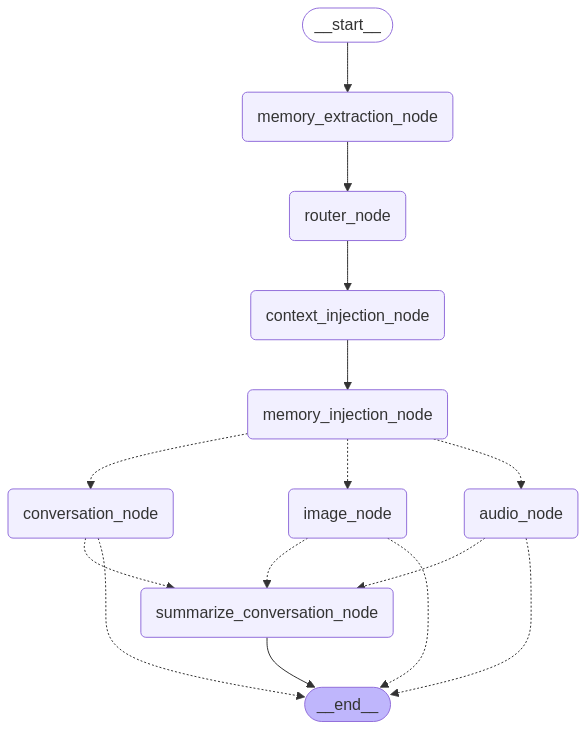 __start__
memory_extraction_node
router_node
context_injection_node
memory_injection_node
conversation_node
image_node
audio_node
summarize_conversation_node
__end__